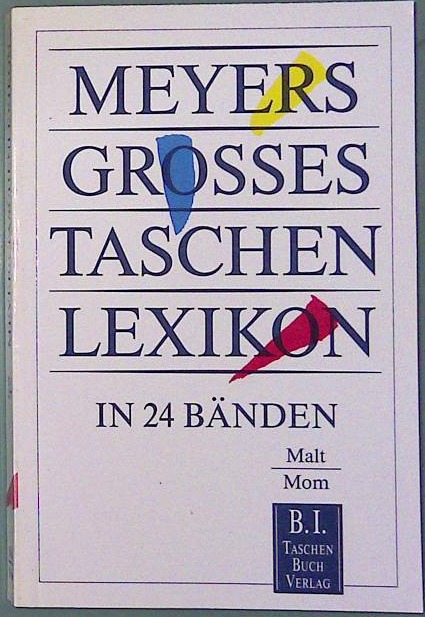 MEYERS
GROSSES
TASCHEN
LEXIKON
IN 24 BÄNDEN
Malt
Mom
B.I.
TASCHEN
BUCH
VERLAG